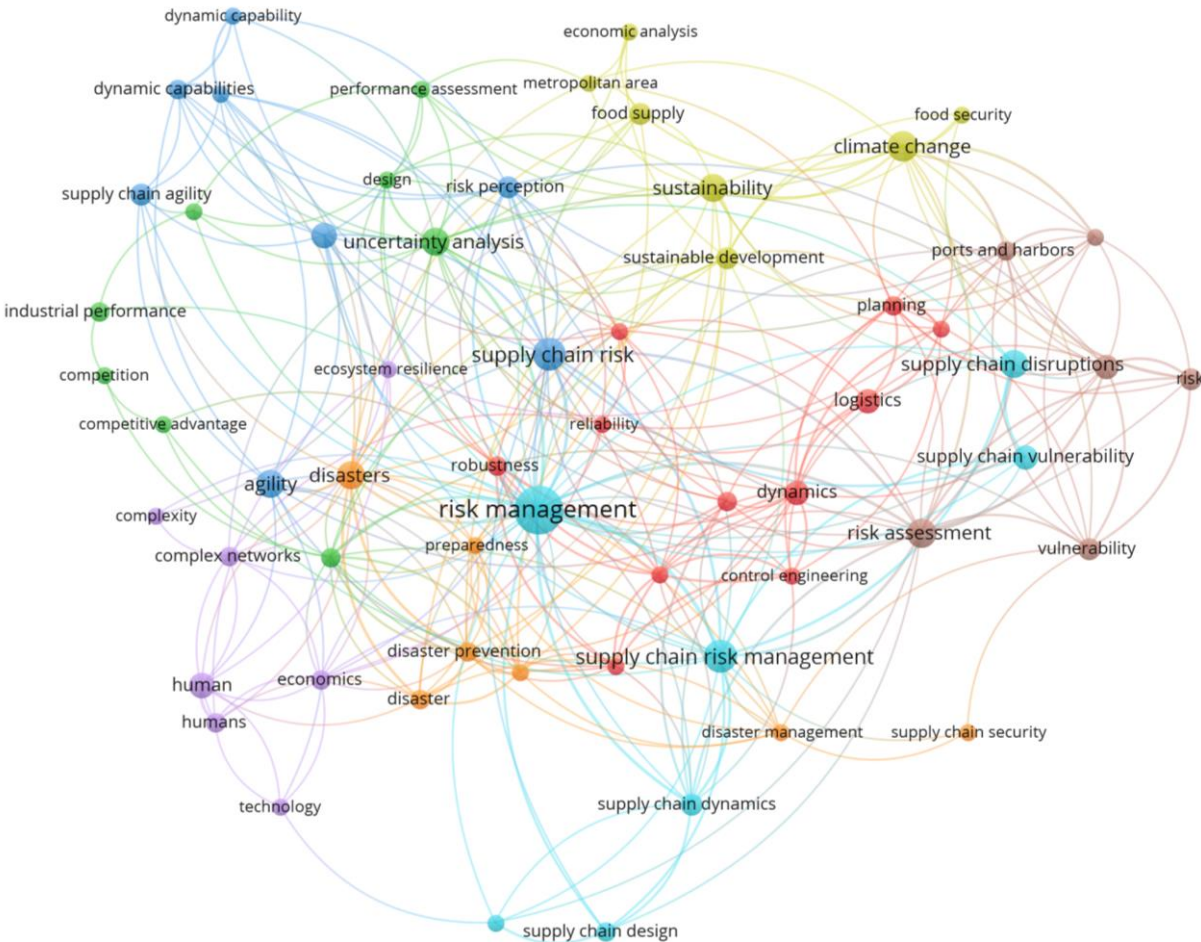 dynamic capability
economic analysis
dynamic capabilities
performance assessment
metropolitan area
food supply
food security
climate change
supply chain agility
design
risk perception
sustainability
uncertainty analysis
sustainable development
ports and harbors
industrial performance
planning
supply chain risk
ecosystem resilience
supply chain disruptions
risk
competition
logistics
competitive advantage
reliability
robustness
supply chain vulnerability
agility
disasters
dynamics
risk management
complexity
preparedness
risk assessment
vulnerability
complex networks
control engineering
disaster prevention
supply chain risk management
human
economics
disaster
humans
disaster management
supply chain security
technology
supply chain dynamics
supply chain design